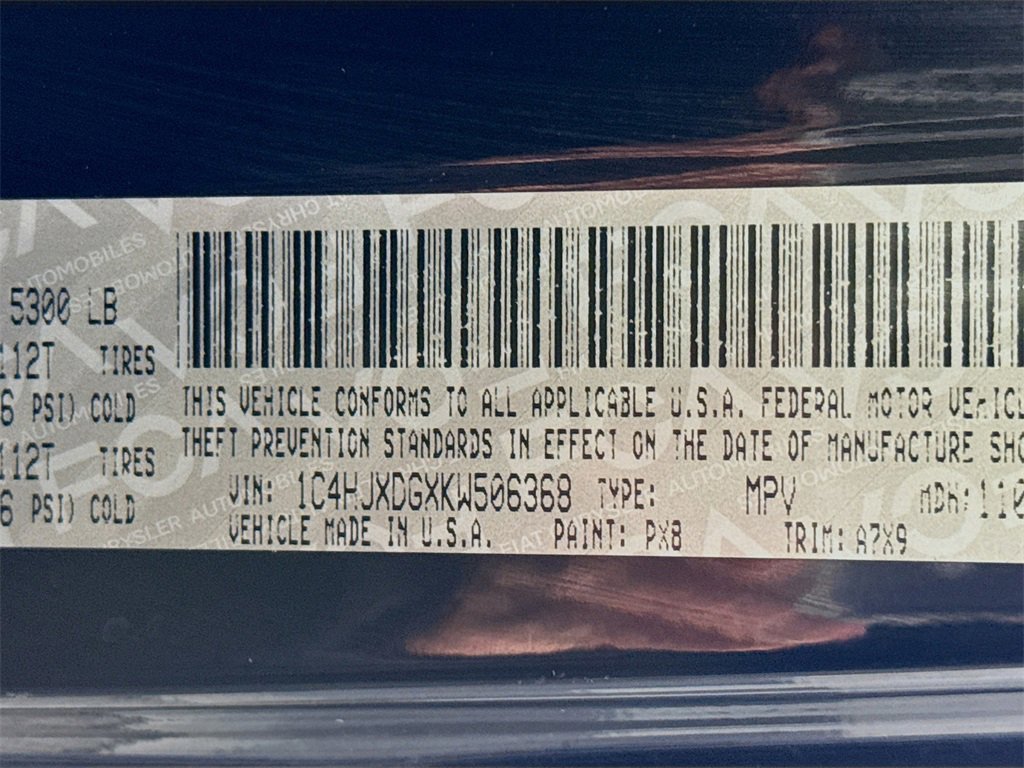 5300 LB
112T TIRES
6 PSI) COLD
112T TIRES
6 PSI) COLD
THIS VEHICLE CONFORMS TO ALL APPLICABLE U.S.A. FEDERAL MOTOR VEHICL
THEFT PREVENTION STANDARDS IN EFFECT ON THE DATE OF MANUFACTURE SHO
VIN: 1C4HJXDGXKW506368 TYPE: MPV MDH: 110
VEHICLE MADE IN U.S.A. PAINT: PX8 TRIM: A7X9